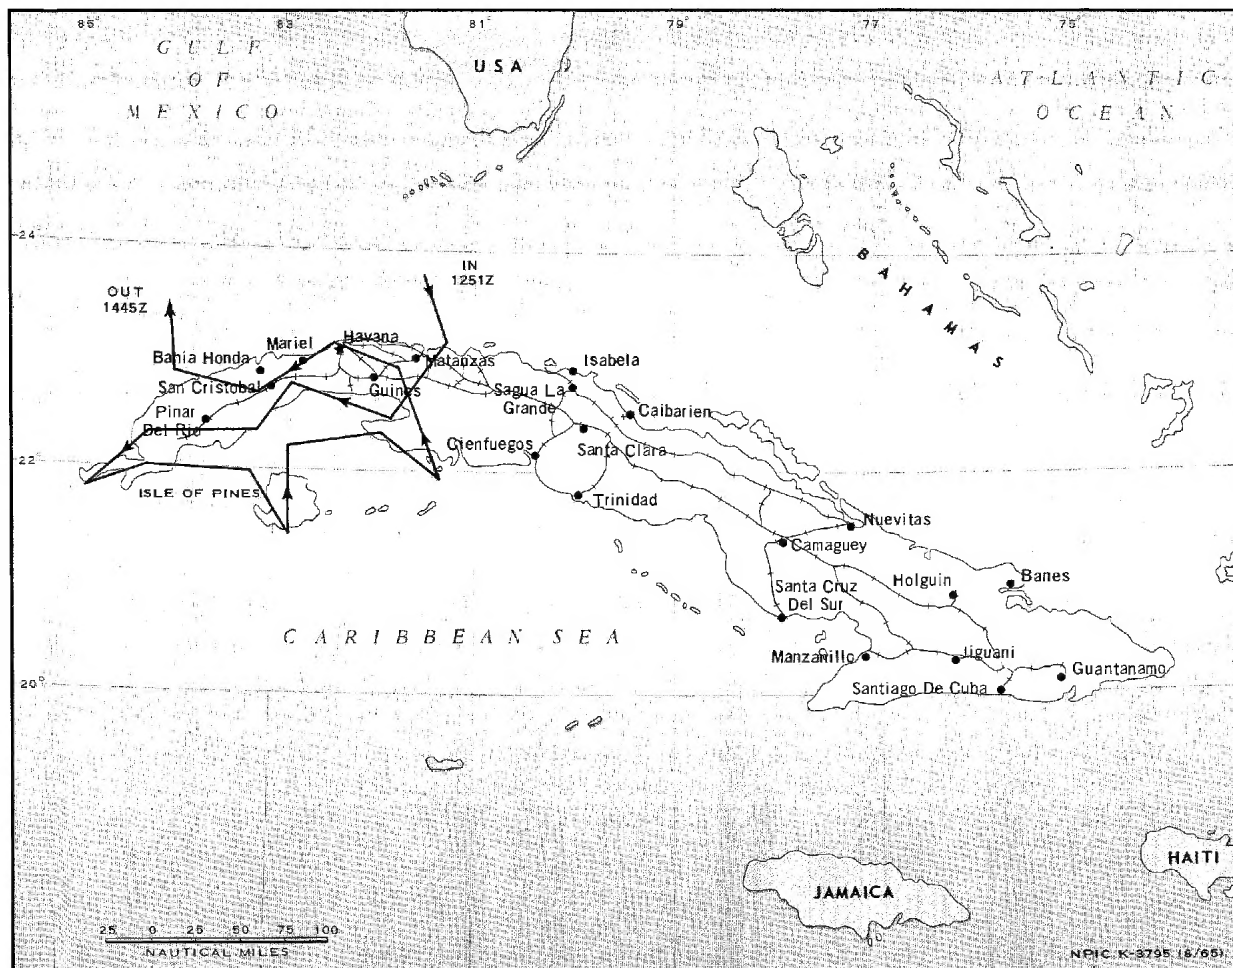 85° 83 81 79 77 75
GULF
OF
MEXICO
USA
ATLANTIC
OCEAN
BAHAMAS
24°
IN
1251Z
OUT
1445Z
Havana
Mariel
Bahia Honda
Matanzas
San Cristobal
Guines
Isabela
Sagua La
Grande
Pinar
Del Rio
Caibarien
Cienfuegos
Santa Clara
22°
ISLE OF PINES
Trinidad
Nuevitas
Camaguey
Holguin
Banes
Santa Cruz
Del Sur
CARIBBEAN SEA
Manzanillo
Jiguani
Guantanamo
20°
Santiago De Cuba
HAITI
JAMAICA
25 0 25 50 75 100
NAUTICAL MILES
NPIC K-3795 (8/65)